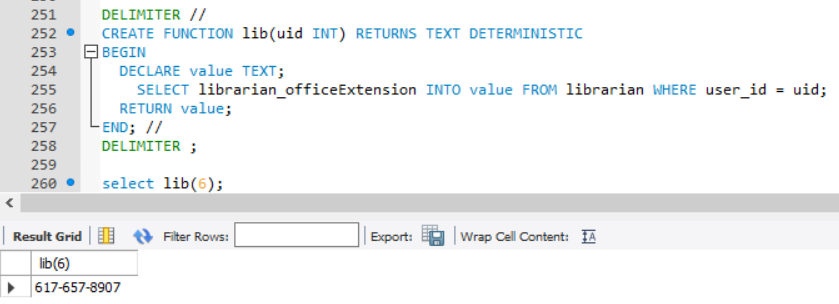 251 DELIMITER //
252 CREATE FUNCTION lib(uid INT) RETURNS TEXT DETERMINISTIC
253 BEGIN
254 DECLARE value TEXT;
255 SELECT librarian_officeExtension INTO value FROM librarian WHERE user_id = uid;
256 RETURN value;
257 END; //
258 DELIMITER ;
259
260 select lib(6);
Result Grid Filter Rows: Export: Wrap Cell Content: IA
lib(6)
617-657-8907